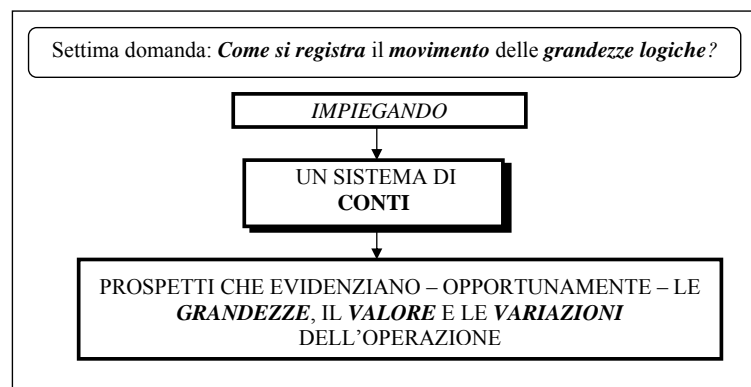 Settima domanda: Come si registra il movimento delle grandezze logiche?
IMPIEGANDO
UN SISTEMA DI
CONTI
PROSPETTI CHE EVIDENZIANO – OPPORTUNAMENTE – LE
GRANDEZZE, IL VALORE E LE VARIAZIONI
DELL’OPERAZIONE